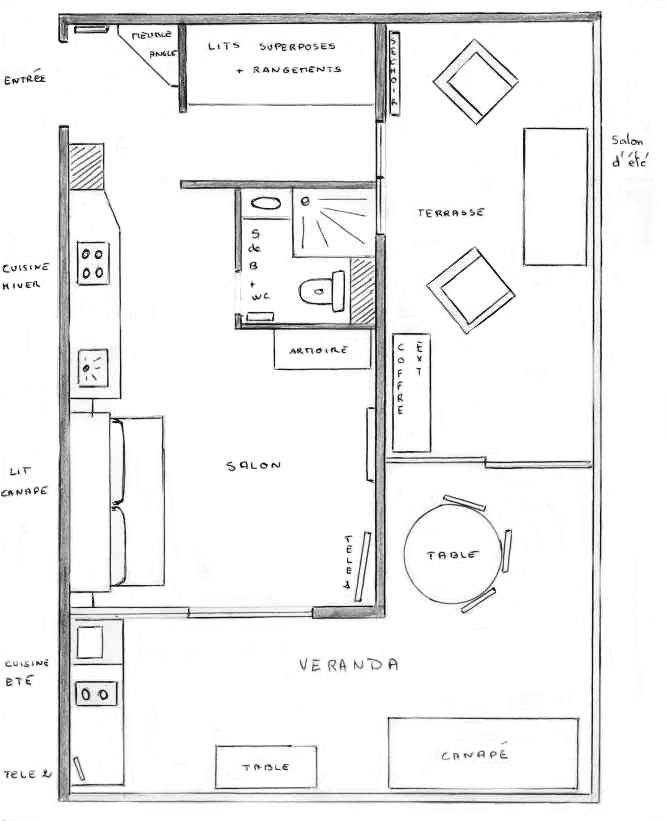 MEUBLE
ANGLE
LITS SUPERPOSES
+ RANGEMENTS
SECHOIR
ENTRÉE
Salon
d'été
TERRASSE
CUISINE
HIVER
S
de
B
+
WC
ARMOIRE
COFFRE
EXT
LIT
CANAPE
SALON
TELE 1
TABLE
CUISINE
ETÉ
VERANDA
TELE 2
TABLE
CANAPÉ